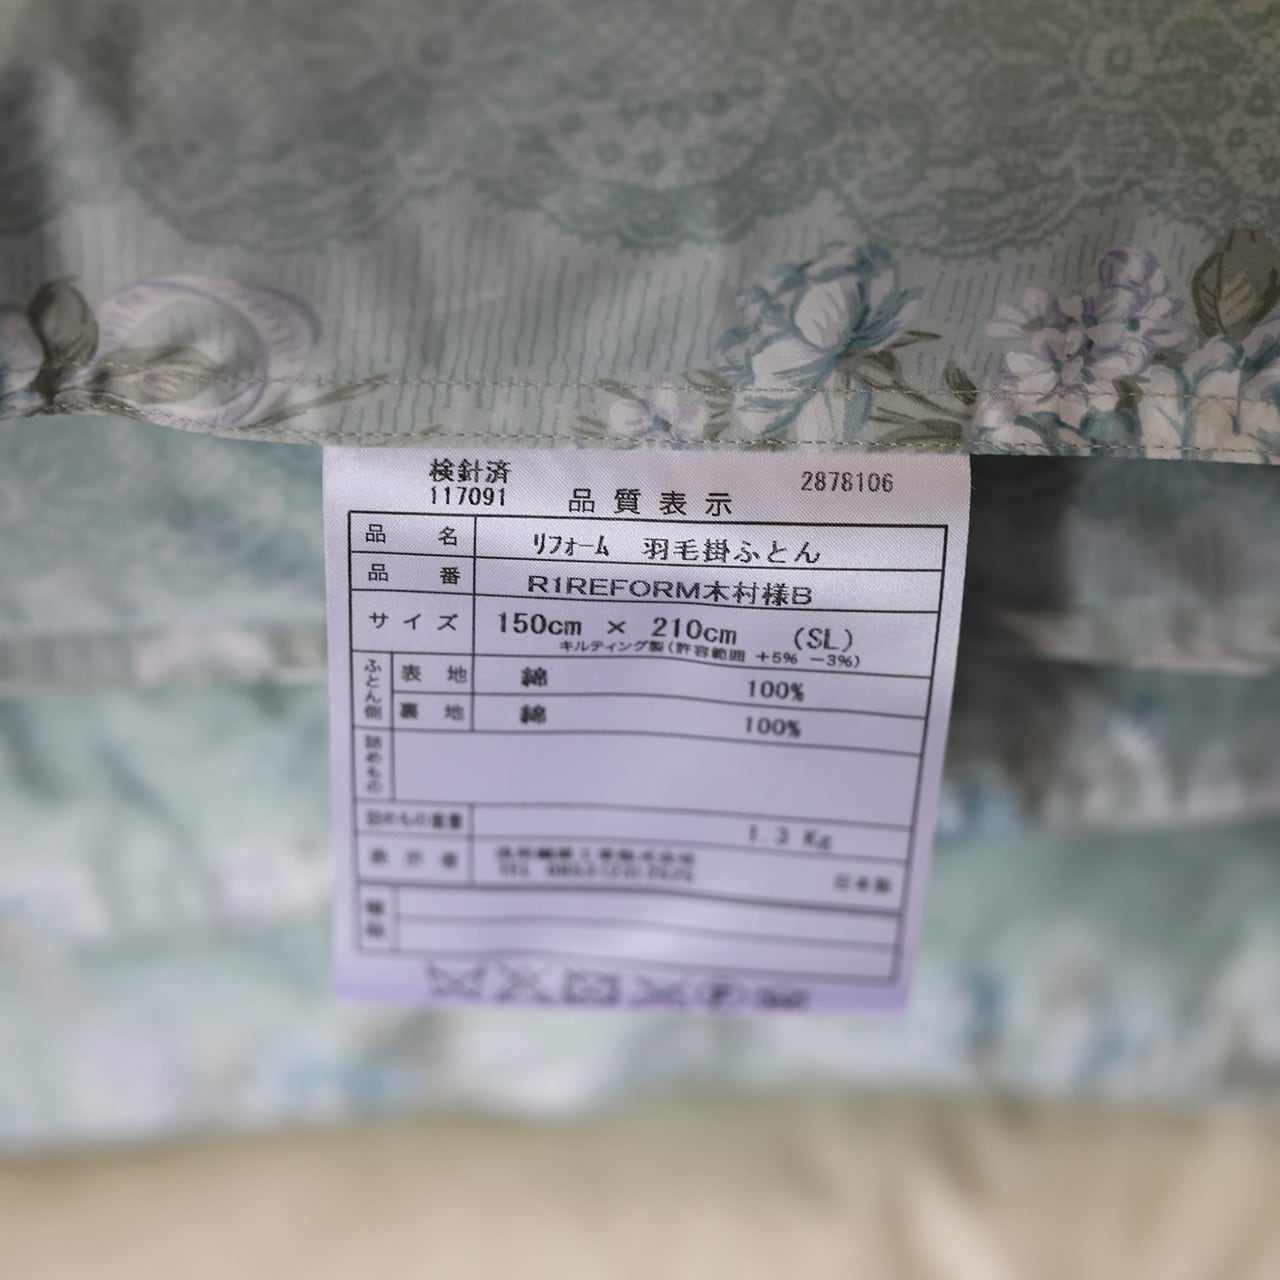 検針済
117091
2878106
品質表示
品名 リフォーム 羽毛掛ふとん
品番 R1REFORM木村様B
サイズ 150cm × 210cm (SL)
キルティング製(許容範囲 +5% −3%)
ふとん側
表地 綿 100%
裏地 綿 100%
詰めもの
詰めもの重量 1.3 Kg
表示者
日本製